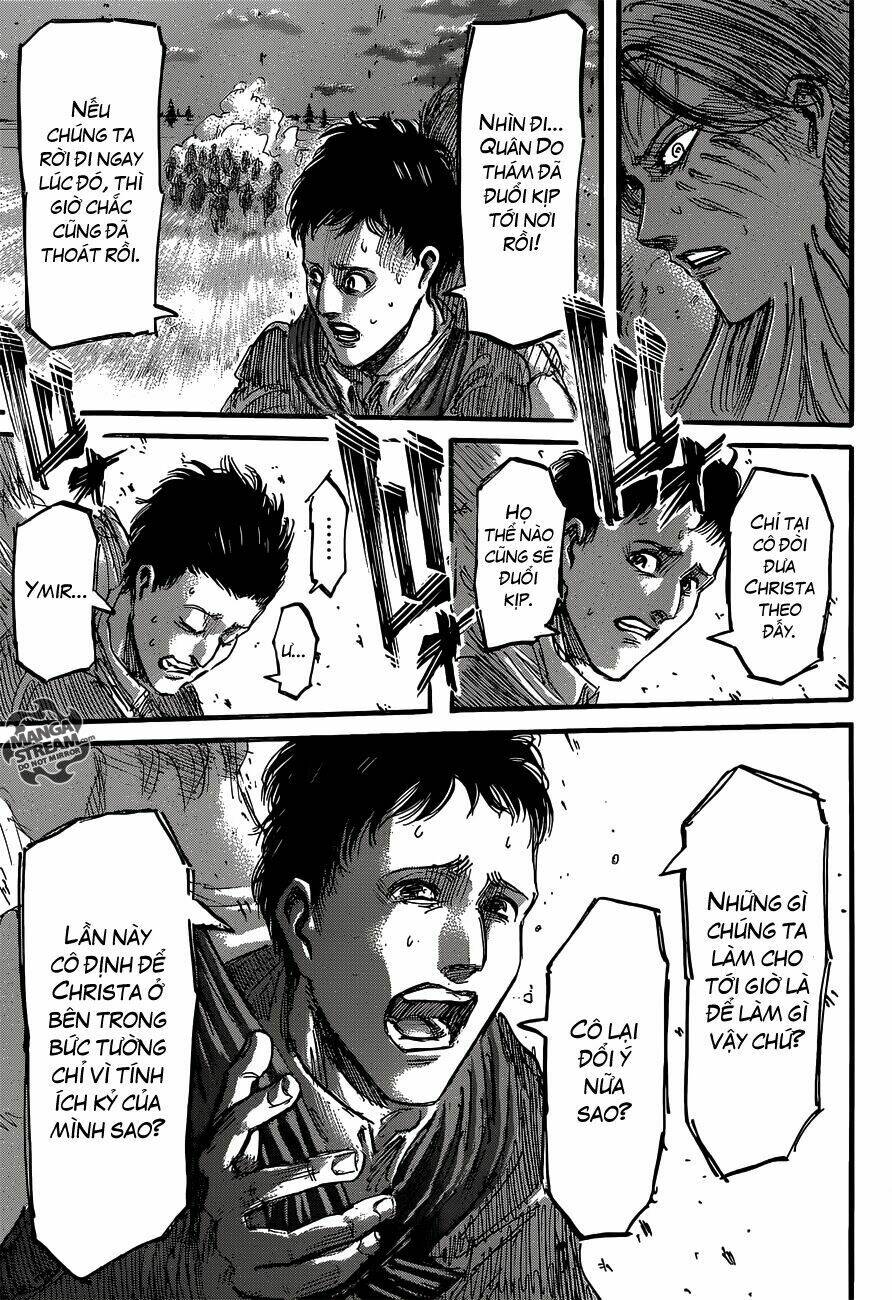 NHÌN ĐI...
QUÂN DO
THÁM ĐÃ
ĐUỔI KỊP
TỚI NƠI
RỒI!
NẾU
CHÚNG TA
RỜI ĐI NGAY
LÚC ĐÓ, THÌ
GIỜ CHẮC
CŨNG ĐÃ
THOÁT RỒI.
CHỈ TẠI
CÔ ĐÒI
ĐƯA
CHRISTA
THEO
ĐẤY.
HỌ
THẾ NÀO
CŨNG SẼ
ĐUỔI
KỊP.
......
Ư...
YMIR...
NHỮNG GÌ
CHÚNG TA
LÀM CHO
TỚI GIỜ LÀ
ĐỂ LÀM GÌ
VẬY CHỨ?
CÔ LẠI
ĐỔI Ý
NỮA
SAO?
LẦN NÀY
CÔ ĐỊNH ĐỂ
CHRISTA Ở
BÊN TRONG
BỨC TƯỜNG
CHỈ VÌ TÍNH
ÍCH KỶ CỦA
MÌNH SAO?
MANGA
STREAM.com
DO NOT MIRROR